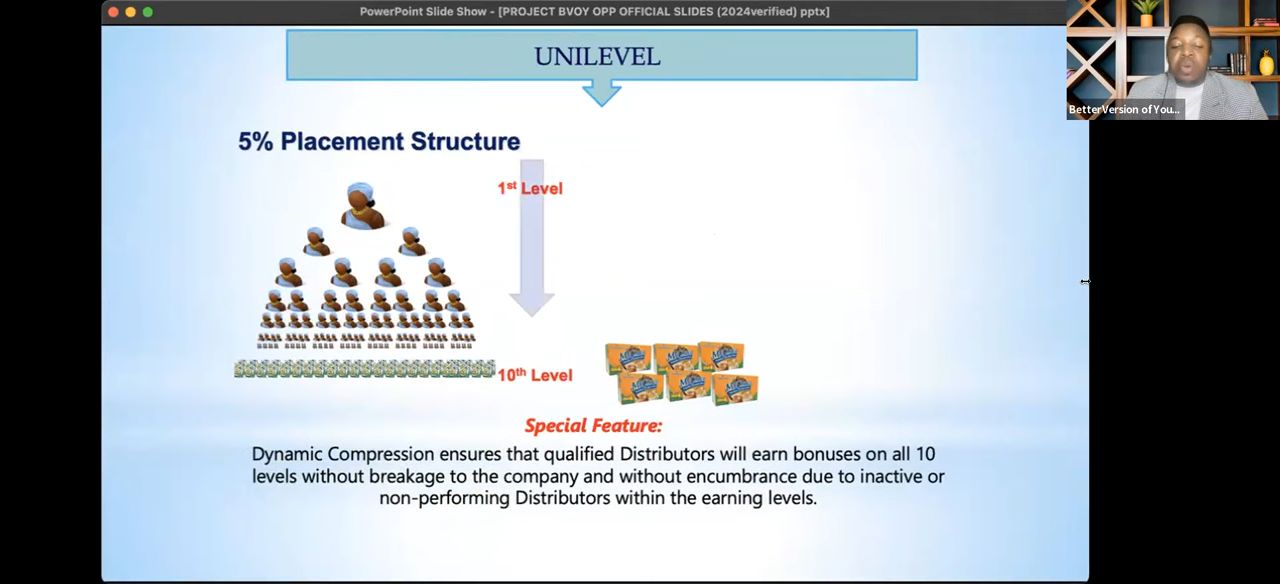 PowerPoint Slide Show - [PROJECT BVOY OPP OFFICIAL SLIDES (2024verified) pptx]
BetterVersion of You...
UNILEVEL
5% Placement Structure
1st Level
10th Level
Special Feature:
Dynamic Compression ensures that qualified Distributors will earn bonuses on all 10
levels without breakage to the company and without encumbrance due to inactive or
non-performing Distributors within the earning levels.